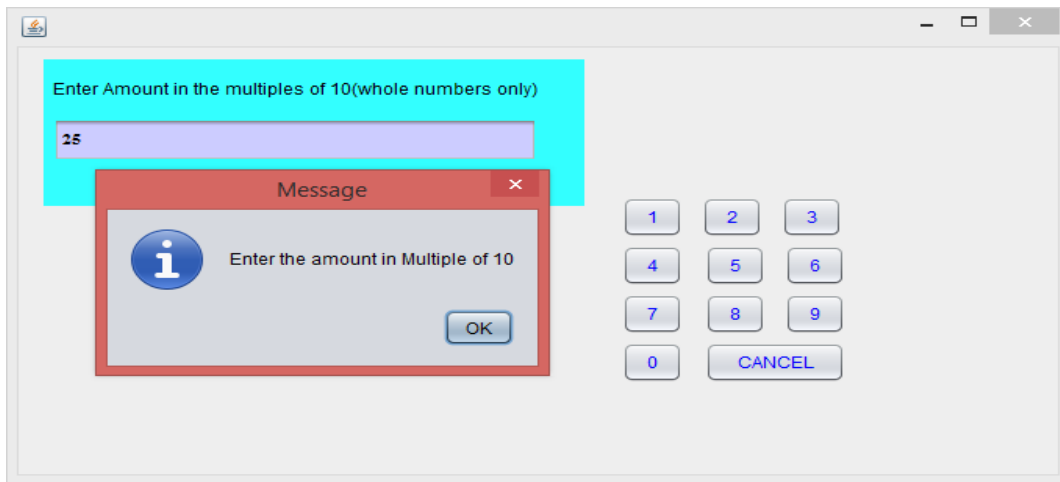 Enter Amount in the multiples of 10(whole numbers only)
25
Message
Enter the amount in Multiple of 10
OK
1 2 3
4 5 6
7 8 9
0 CANCEL